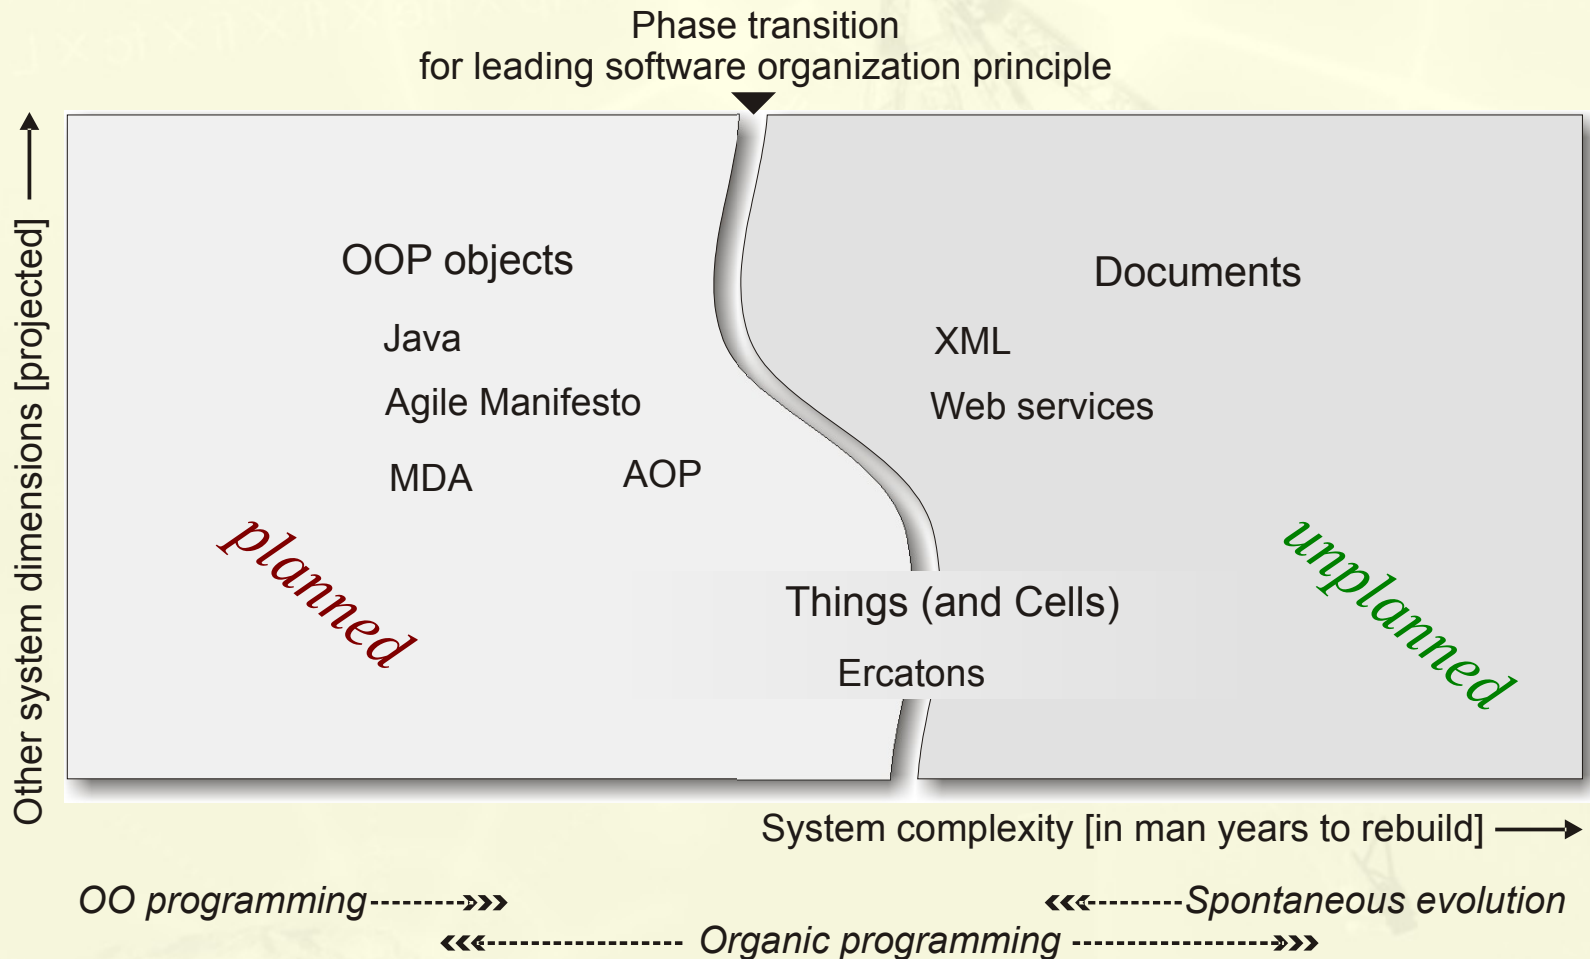 Phase transition
for leading software organization principle
Other system dimensions [projected]
OOP objects
Java
Agile Manifesto
MDA
AOP
planned
Documents
XML
Web services
unplanned
Things (and Cells)
Ercatons
System complexity [in man years to rebuild]
OO programming
Spontaneous evolution
Organic programming